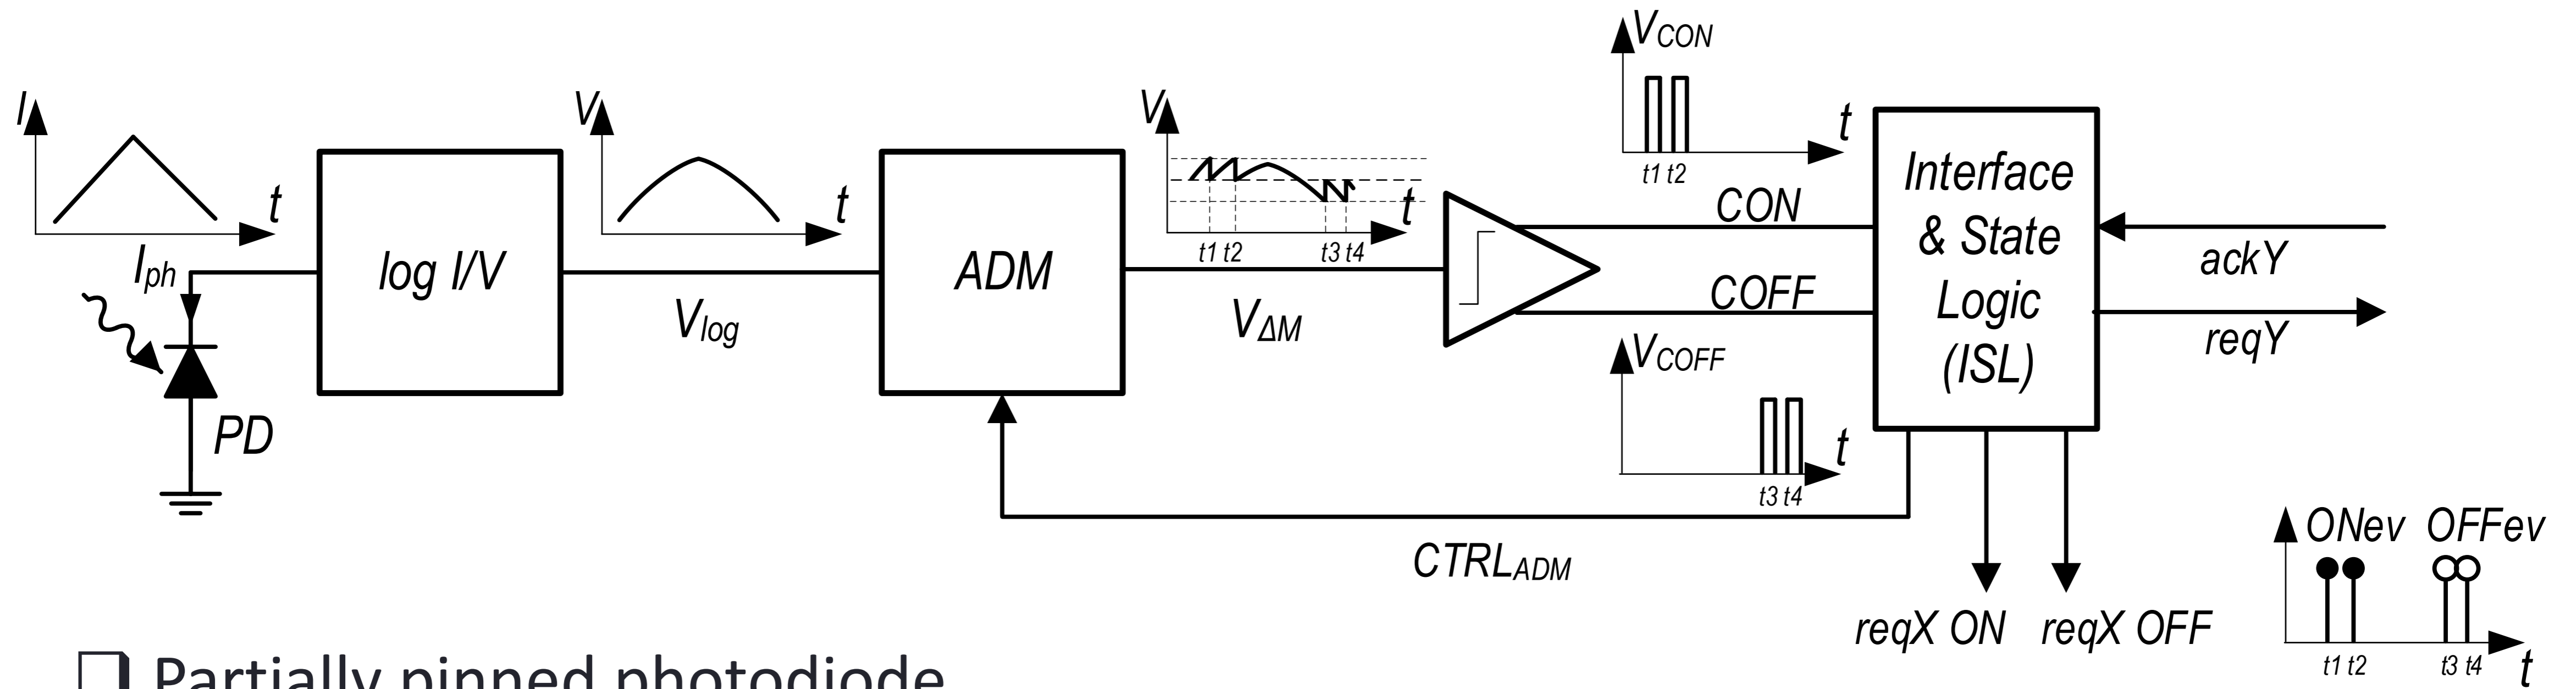 I
t
Iph
PD
log I/V
V
t
Vlog
ADM
V
t
t1 t2
t3 t4
VΔM
VCON
t
t1 t2
CON
COFF
VCOFF
t
t3 t4
CTRLADM
Interface
& State
Logic
(ISL)
ackY
reqY
reqX ON
reqX OFF
ONev
OFFev
t1 t2
t3 t4
t
Partially pinned photodiode